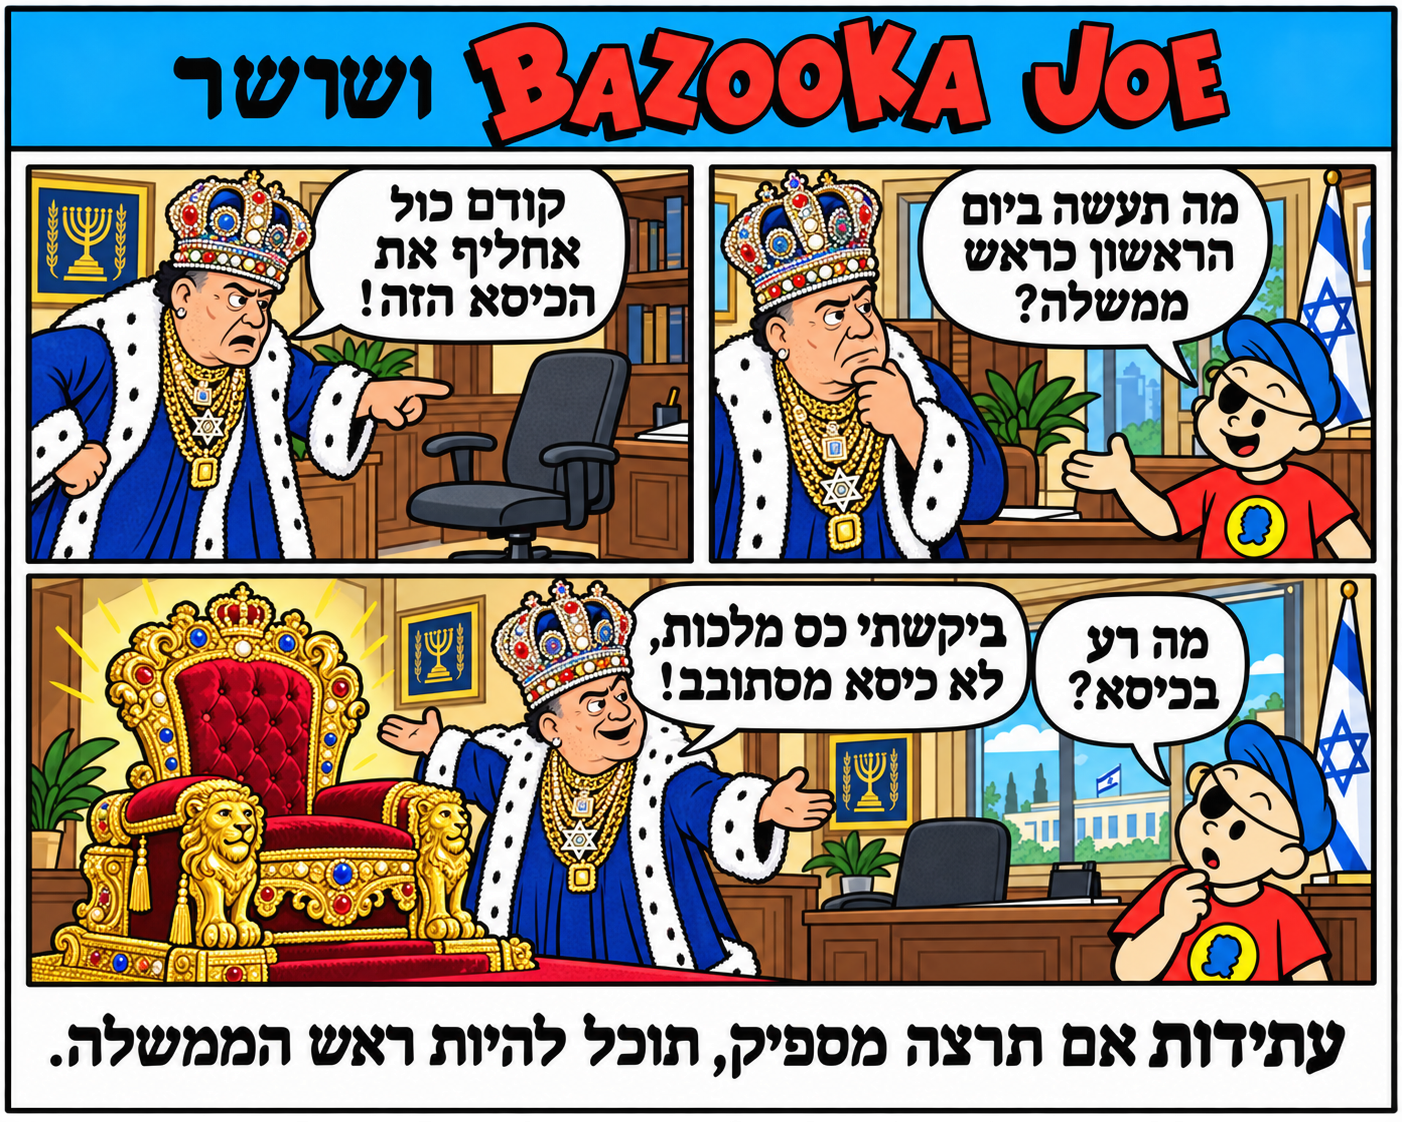 BAZOOKA JOE ושרשר
מה תעשה ביום
הראשון כראש
ממשלה?
קודם כול
אחליף את
הכיסא הזה!
מה רע
בכיסא?
ביקשתי כס מלכות,
לא כיסא מסתובב!
עתידות אם תרצה מספיק, תוכל להיות ראש הממשלה.